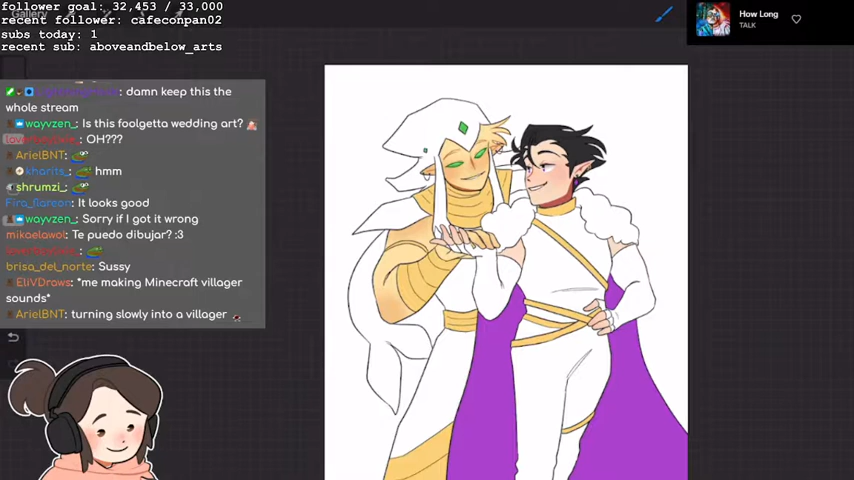 follower goal: 32,453 / 33,000
recent follower: cafeconpan02
subs today: 1
recent sub: aboveandbelow_arts
Gallery
How Long
TALK
: damn keep this the
whole stream
wayvzen_: Is this foolgetta wedding art?
: OH???
ArielBNT:
kharits_: hmm
shrumzi_:
Fira_fiareon: It looks good
wayvzen_: Sorry if I got it wrong
mikaelawol: Te puedo dibujar? :3
brisa_del_norte: Sussy
EliVDraws: *me making Minecraft villager
sounds*
ArielBNT: turning slowly into a villager